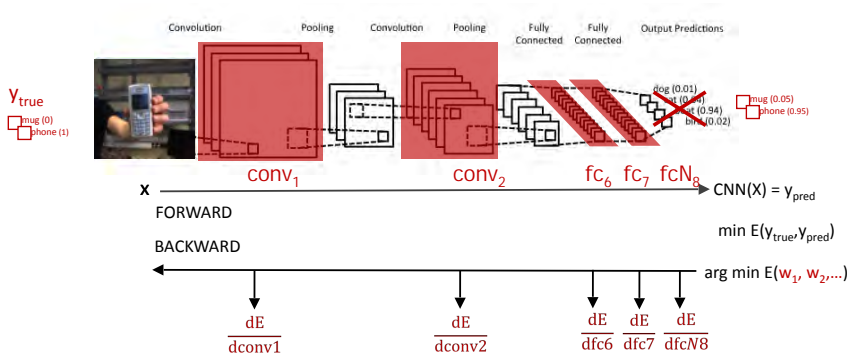 Convolution Pooling Convolution Pooling Fully Connected Fully Connected Output Predictions
y_true
mug (0)
phone (1)
dog (0.01)
bird (0.02)
mug (0.05)
phone (0.95)
conv₁ conv₂ fc₆ fc₇ fcN₈
x CNN(X) = y_pred
FORWARD
min E(y_true,y_pred)
BACKWARD
arg min E(w₁, w₂,...)
dE dE dE dE dE
dconv1 dconv2 dfc6 dfc7 dfcN8